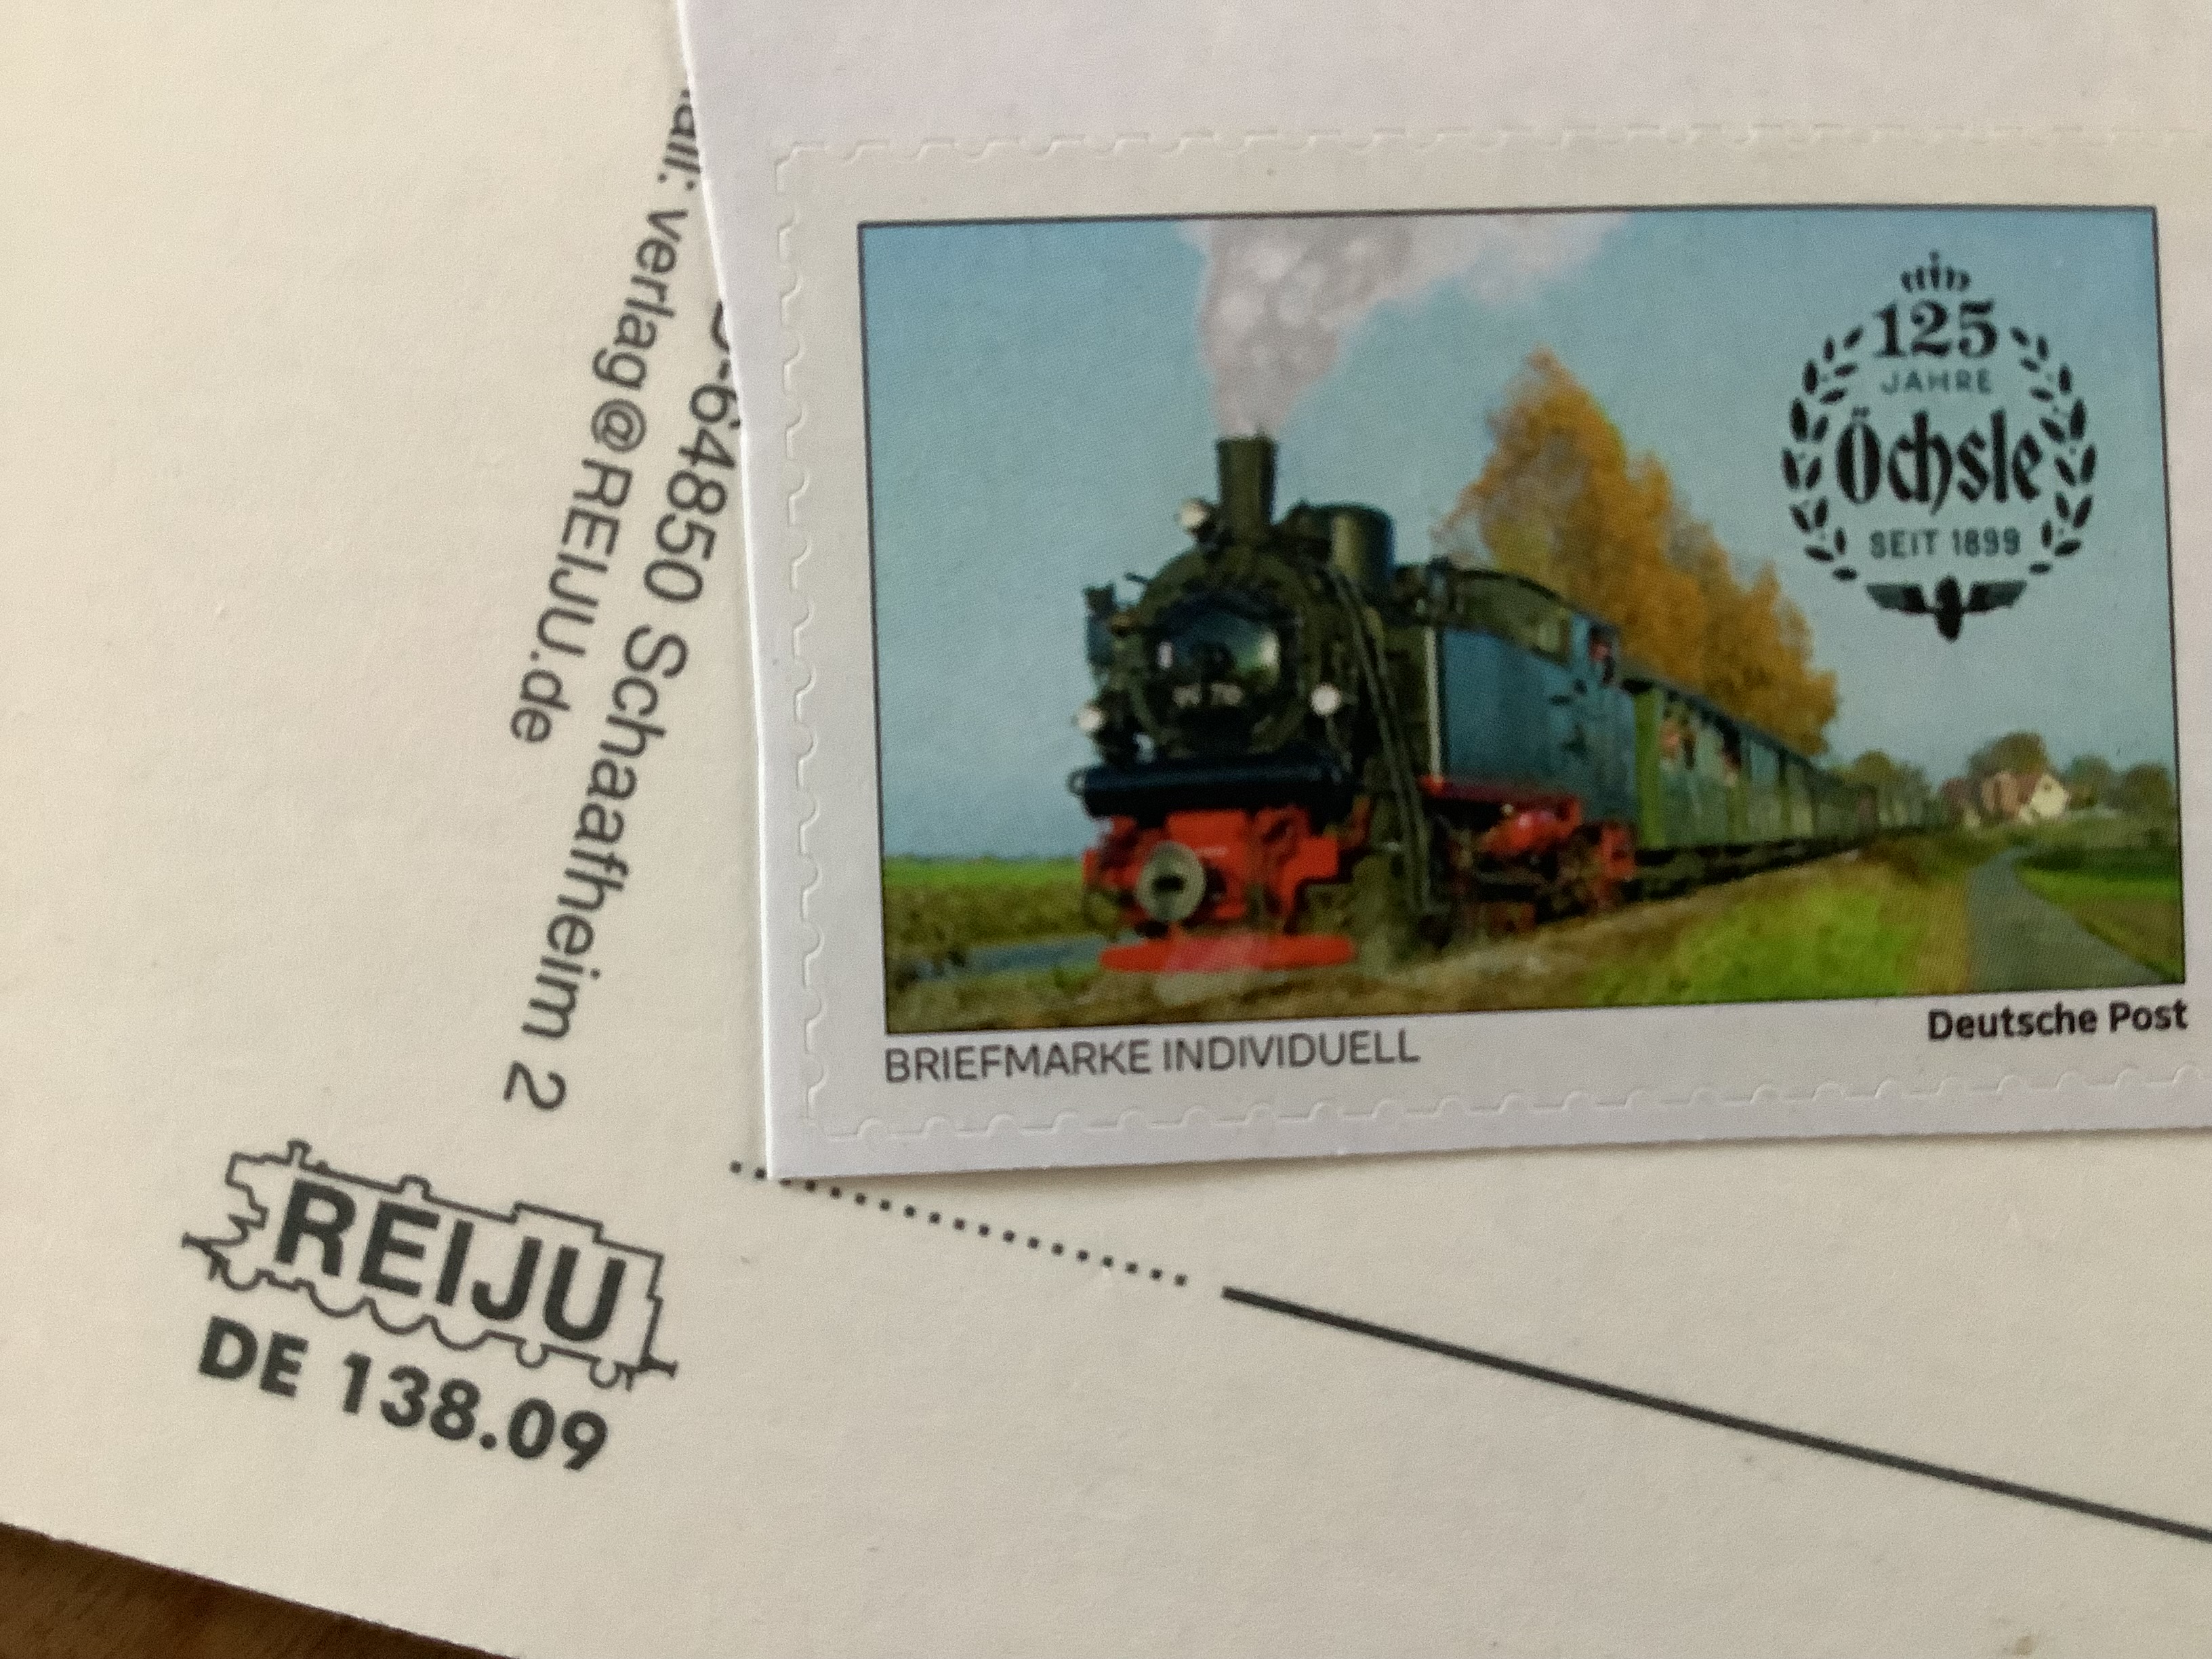 125
JAHRE
Öchsle
SEIT 1899
BRIEFMARKE INDIVIDUELL
Deutsche Post
64850 Schaafheim 2
verlag@REIJU.de
REIJU
DE 138.09